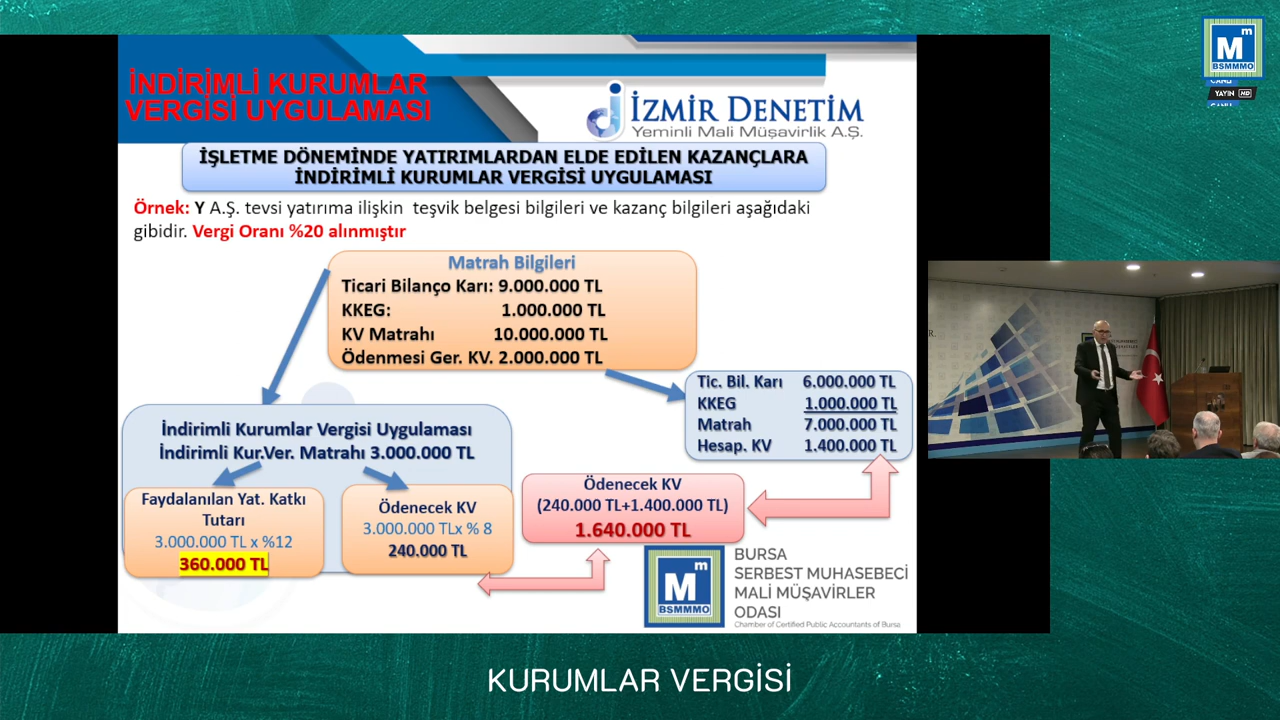 İNDİRİMLİ KURUMLAR
VERGİSİ UYGULAMASI
İZMİR DENETİM
Yeminli Mali Müşavirlik A.Ş.
M m
BSMMMO
CANLI
YAYIN HD
CANLI
İŞLETME DÖNEMİNDE YATIRIMLARDAN ELDE EDİLEN KAZANÇLARA
İNDİRİMLİ KURUMLAR VERGİSİ UYGULAMASI
Örnek: Y A.Ş. tevsi yatırıma ilişkin teşvik belgesi bilgileri ve kazanç bilgileri aşağıdaki
gibidir. Vergi Oranı %20 alınmıştır
Matrah Bilgileri
Ticari Bilanço Karı: 9.000.000 TL
KKEG: 1.000.000 TL
KV Matrahı 10.000.000 TL
Ödenmesi Ger. KV. 2.000.000 TL
Tic. Bil. Karı 6.000.000 TL
KKEG 1.000.000 TL
Matrah 7.000.000 TL
Hesap. KV 1.400.000 TL
İndirimli Kurumlar Vergisi Uygulaması
İndirimli Kur.Ver. Matrahı 3.000.000 TL
Faydalanılan Yat. Katkı
Tutarı
3.000.000 TL x %12
360.000 TL
Ödenecek KV
3.000.000 TLx % 8
240.000 TL
Ödenecek KV
(240.000 TL+1.400.000 TL)
1.640.000 TL
M m
BSMMMO
BURSA
SERBEST MUHASEBECİ
MALİ MÜŞAVİRLER
ODASI
Chamber of Certified Public Accountants of Bursa
KURUMLAR VERGİSİ